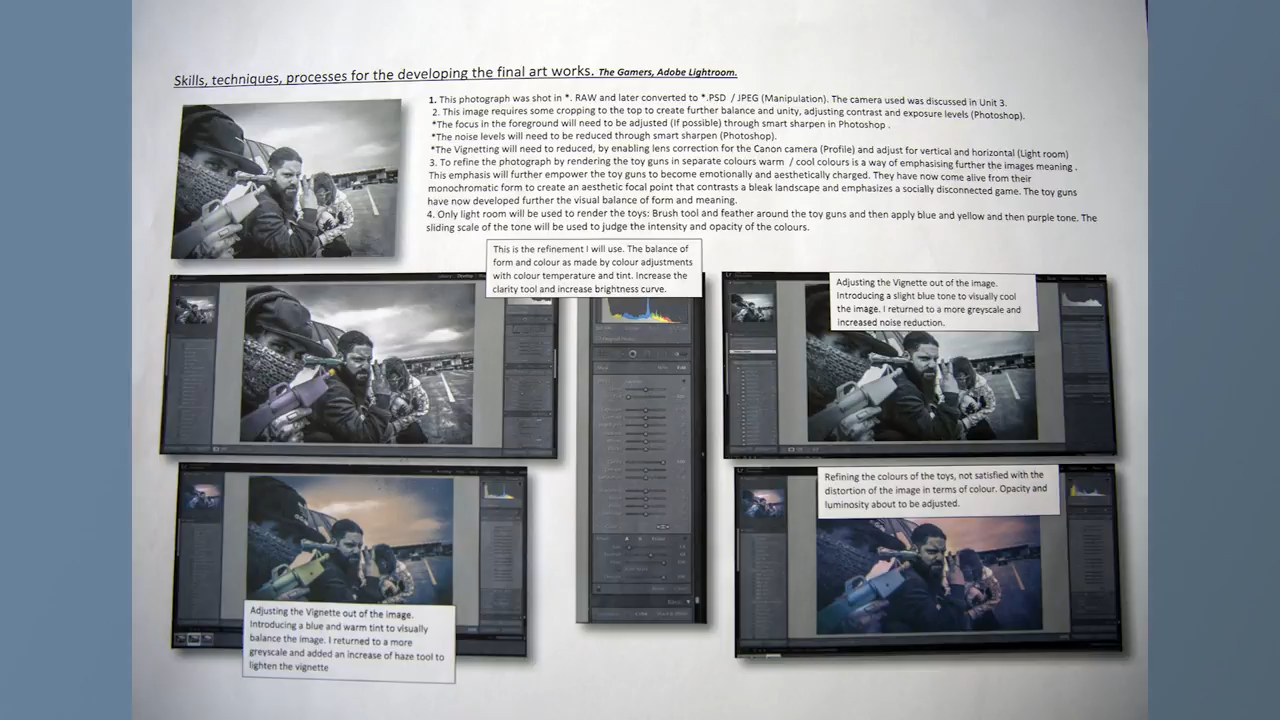 Skills, techniques, processes for the developing the final art works. The Gamers, Adobe Lightroom.
1. This photograph was shot in *. RAW and later converted to *.PSD / JPEG (Manipulation). The camera used was discussed in Unit 3.
2. This image requires some cropping to the top to create further balance and unity, adjusting contrast and exposure levels (Photoshop).
*The focus in the foreground will need to be adjusted (If possible) through smart sharpen in Photoshop .
*The noise levels will need to be reduced through smart sharpen (Photoshop).
*The Vignetting will need to reduced, by enabling lens correction for the Canon camera (Profile) and adjust for vertical and horizontal (Light room)
3. To refine the photograph by rendering the toy guns in separate colours warm / cool colours is a way of emphasising further the images meaning .
This emphasis will further empower the toy guns to become emotionally and aesthetically charged. They have now come alive from their
monochromatic form to create an aesthetic focal point that contrasts a bleak landscape and emphasizes a socially disconnected game. The toy guns
have now developed further the visual balance of form and meaning.
4. Only light room will be used to render the toys: Brush tool and feather around the toy guns and then apply blue and yellow and then purple tone. The
sliding scale of the tone will be used to judge the intensity and opacity of the colours.
This is the refinement I will use. The balance of
form and colour as made by colour adjustments
with colour temperature and tint. Increase the
clarity tool and increase brightness curve.
Adjusting the Vignette out of the image.
Introducing a slight blue tone to visually cool
the image. I returned to a more greyscale and
increased noise reduction.
Adjusting the Vignette out of the image.
Introducing a blue and warm tint to visually
balance the image. I returned to a more
greyscale and added an increase of haze tool to
lighten the vignette
Refining the colours of the toys, not satisfied with the
distortion of the image in terms of colour. Opacity and
luminosity about to be adjusted.